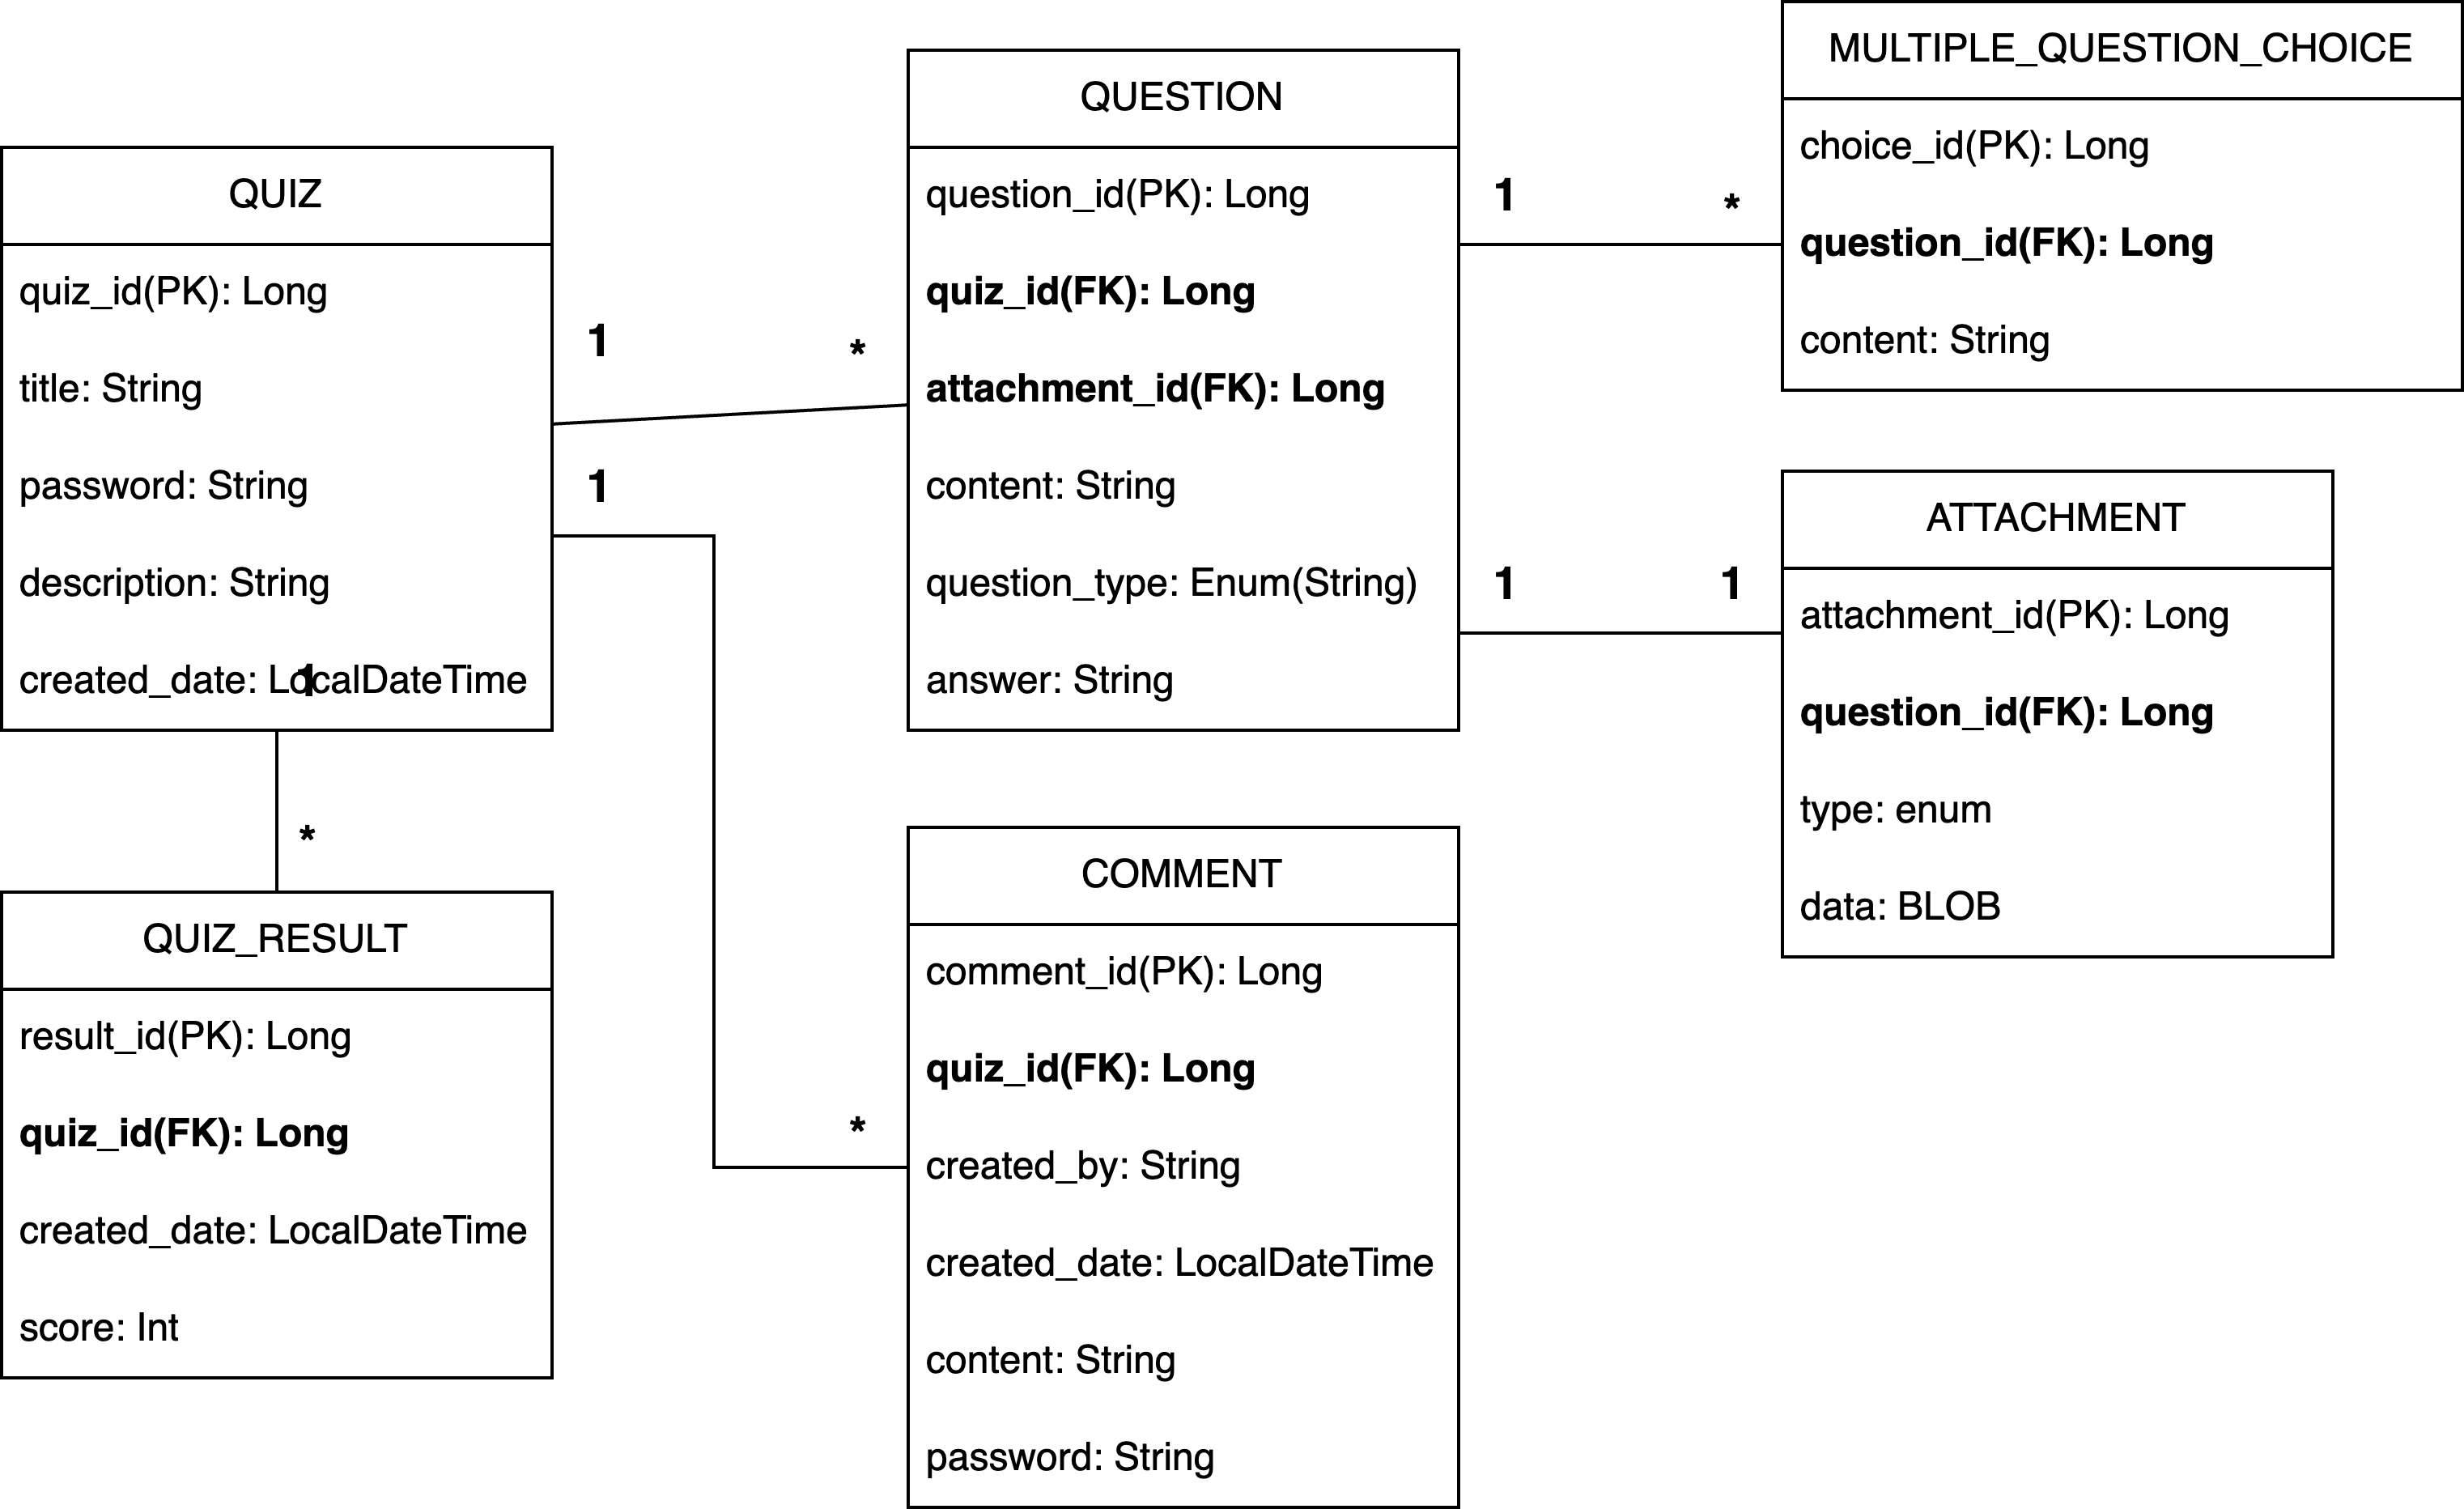 QUIZ
quiz_id(PK): Long
title: String
password: String
description: String
created_date: LocalDateTime
1
*
QUIZ_RESULT
result_id(PK): Long
quiz_id(FK): Long
created_date: LocalDateTime
score: Int
1
*
1
*
QUESTION
question_id(PK): Long
quiz_id(FK): Long
attachment_id(FK): Long
content: String
question_type: Enum(String)
answer: String
COMMENT
comment_id(PK): Long
quiz_id(FK): Long
created_by: String
created_date: LocalDateTime
content: String
password: String
1
*
1
1
MULTIPLE_QUESTION_CHOICE
choice_id(PK): Long
question_id(FK): Long
content: String
ATTACHMENT
attachment_id(PK): Long
question_id(FK): Long
type: enum
data: BLOB